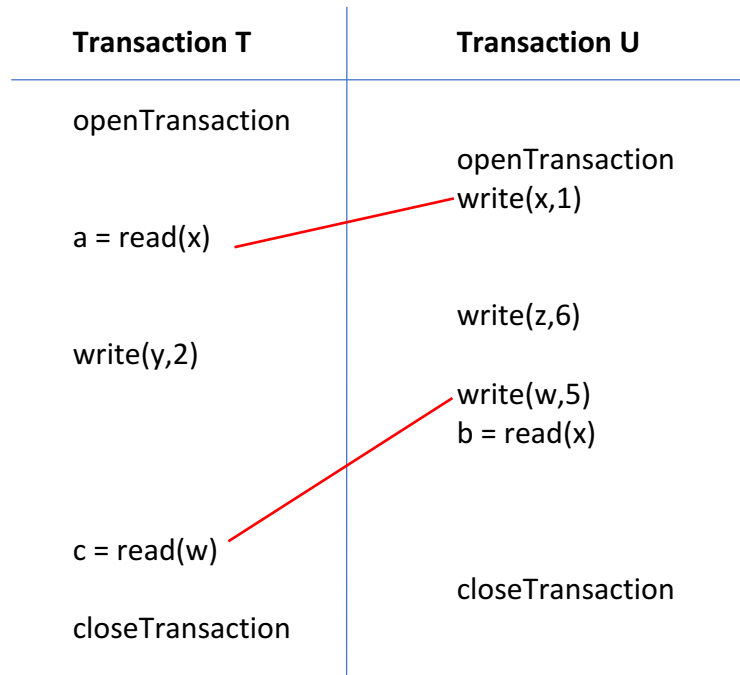 Transaction T
Transaction U
openTransaction
openTransaction
write(x,1)
a = read(x)
write(z,6)
write(y,2)
write(w,5)
b = read(x)
c = read(w)
closeTransaction
closeTransaction